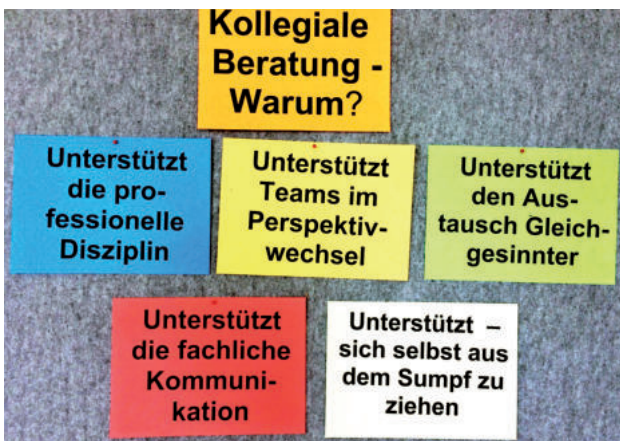 Kollegiale
Beratung -
Warum?
Unterstützt
die pro-
fessionelle
Disziplin
Unterstützt
Teams im
Perspektiv-
wechsel
Unterstützt
den Aus-
tausch Gleich-
gesinnter
Unterstützt
die fachliche
Kommuni-
kation
Unterstützt –
sich selbst aus
dem Sumpf zu
ziehen